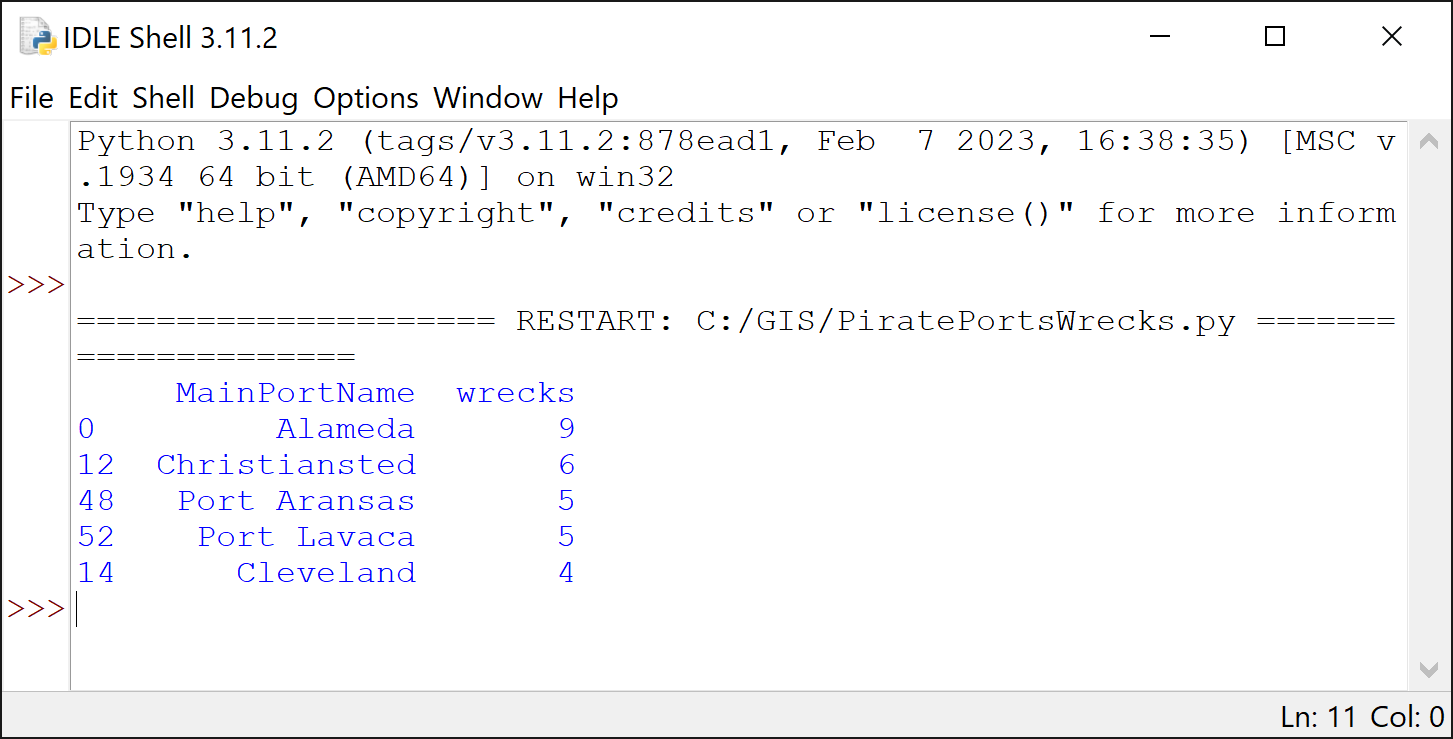 IDLE Shell 3.11.2
File Edit Shell Debug Options Window Help
Python 3.11.2 (tags/v3.11.2:878ead1, Feb  7 2023, 16:38:35) [MSC v
.1934 64 bit (AMD64)] on win32
Type "help", "copyright", "credits" or "license()" for more inform
ation.
>>>
===================== RESTART: C:/GIS/PiratePortsWrecks.py =======
==============
     MainPortName  wrecks
0         Alameda       9
12  Christiansted       6
48   Port Aransas       5
52    Port Lavaca       5
14      Cleveland       4
>>>
Ln: 11 Col: 0